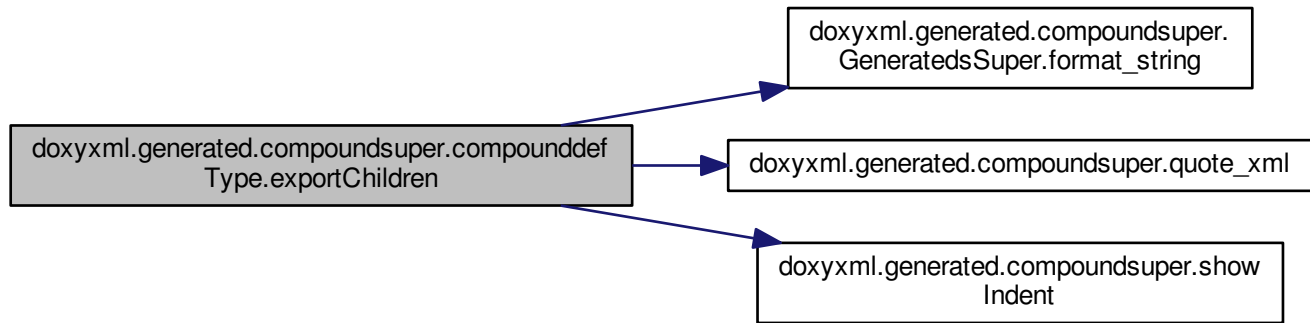 doxyxml.generated.compoundsuper.
GeneratedsSuper.format_string
doxyxml.generated.compoundsuper.compounddef
Type.exportChildren
doxyxml.generated.compoundsuper.quote_xml
doxyxml.generated.compoundsuper.show
Indent